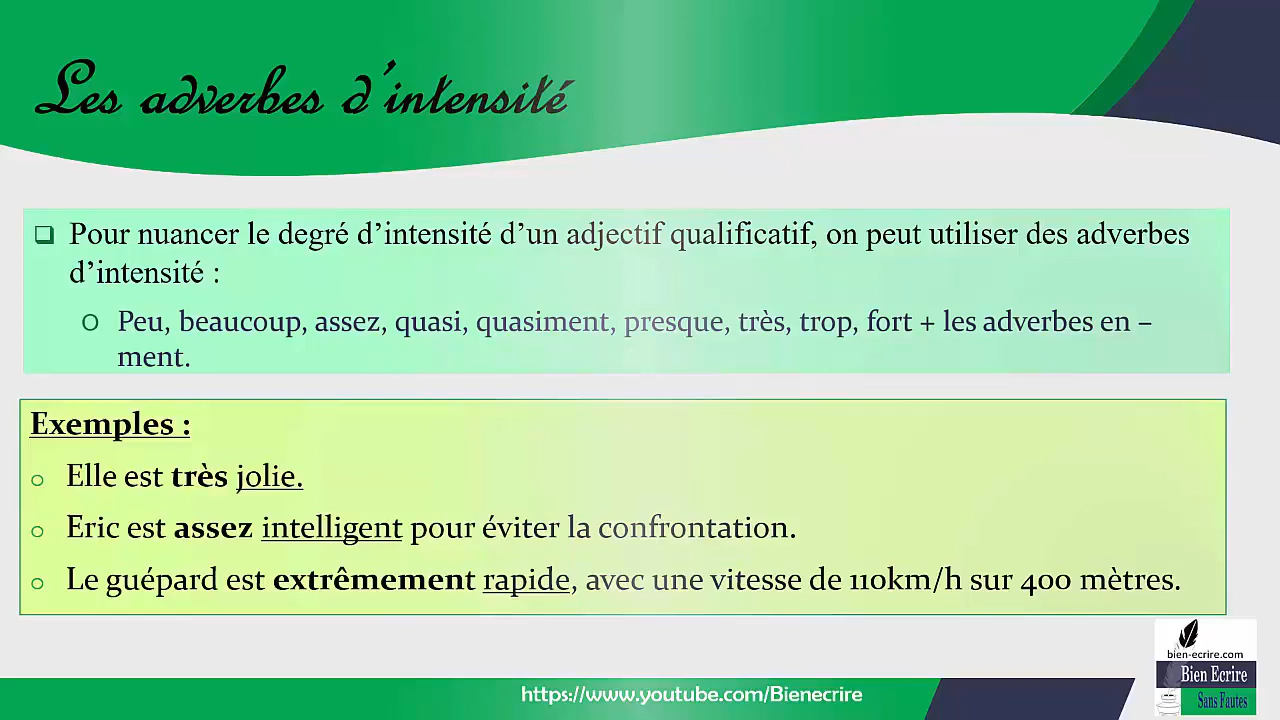 Les adverbes d’intensité
Pour nuancer le degré d’intensité d’un adjectif qualificatif, on peut utiliser des adverbes
d’intensité :
Peu, beaucoup, assez, quasi, quasiment, presque, très, trop, fort + les adverbes en –
ment.
Exemples :
Elle est très jolie.
Eric est assez intelligent pour éviter la confrontation.
Le guépard est extrêmement rapide, avec une vitesse de 110km/h sur 400 mètres.
bien-ecrire.com
Bien Ecrire
Sans Fautes
https://www.youtube.com/Bienecrire